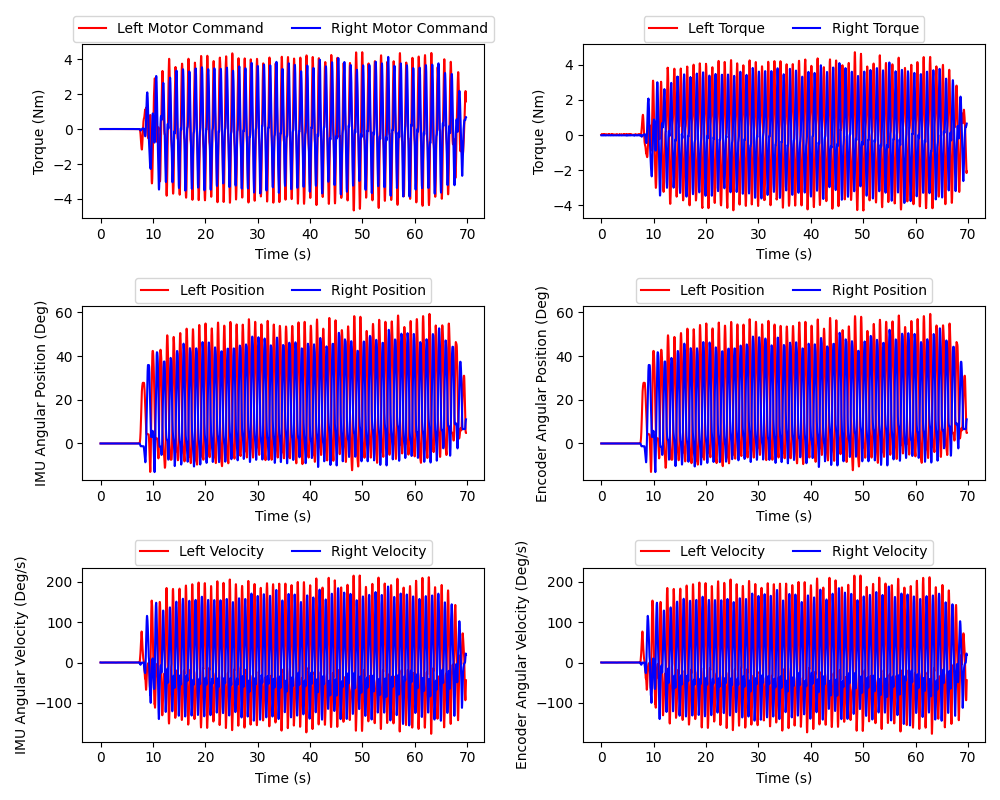 Left Motor Command Right Motor Command
Torque (Nm)
4
2
0
−2
−4
0 10 20 30 40 50 60 70
Time (s)
Left Torque Right Torque
Torque (Nm)
4
2
0
−2
−4
0 10 20 30 40 50 60 70
Time (s)
Left Position Right Position
IMU Angular Position (Deg)
60
40
20
0
0 10 20 30 40 50 60 70
Time (s)
Left Position Right Position
Encoder Angular Position (Deg)
60
40
20
0
0 10 20 30 40 50 60 70
Time (s)
Left Velocity Right Velocity
IMU Angular Velocity (Deg/s)
200
100
0
−100
0 10 20 30 40 50 60 70
Time (s)
Left Velocity Right Velocity
Encoder Angular Velocity (Deg/s)
200
100
0
−100
0 10 20 30 40 50 60 70
Time (s)